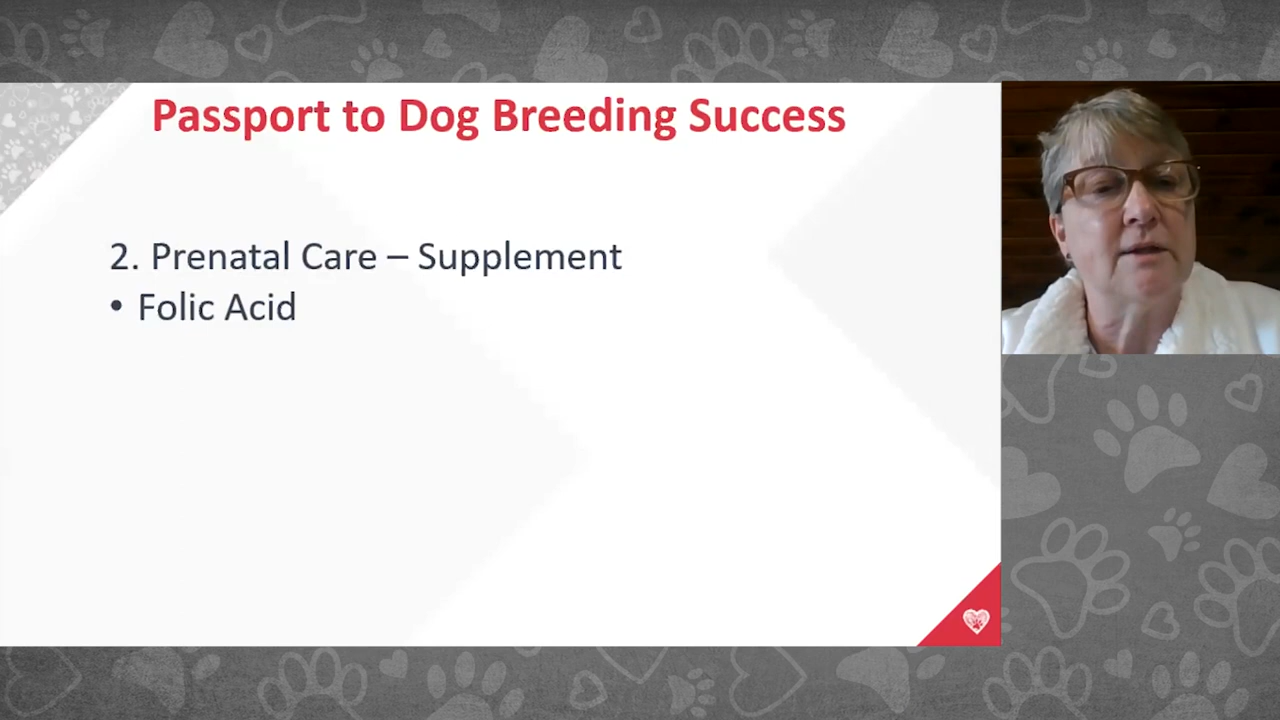 Passport to Dog Breeding Success
2. Prenatal Care – Supplement
• Folic Acid